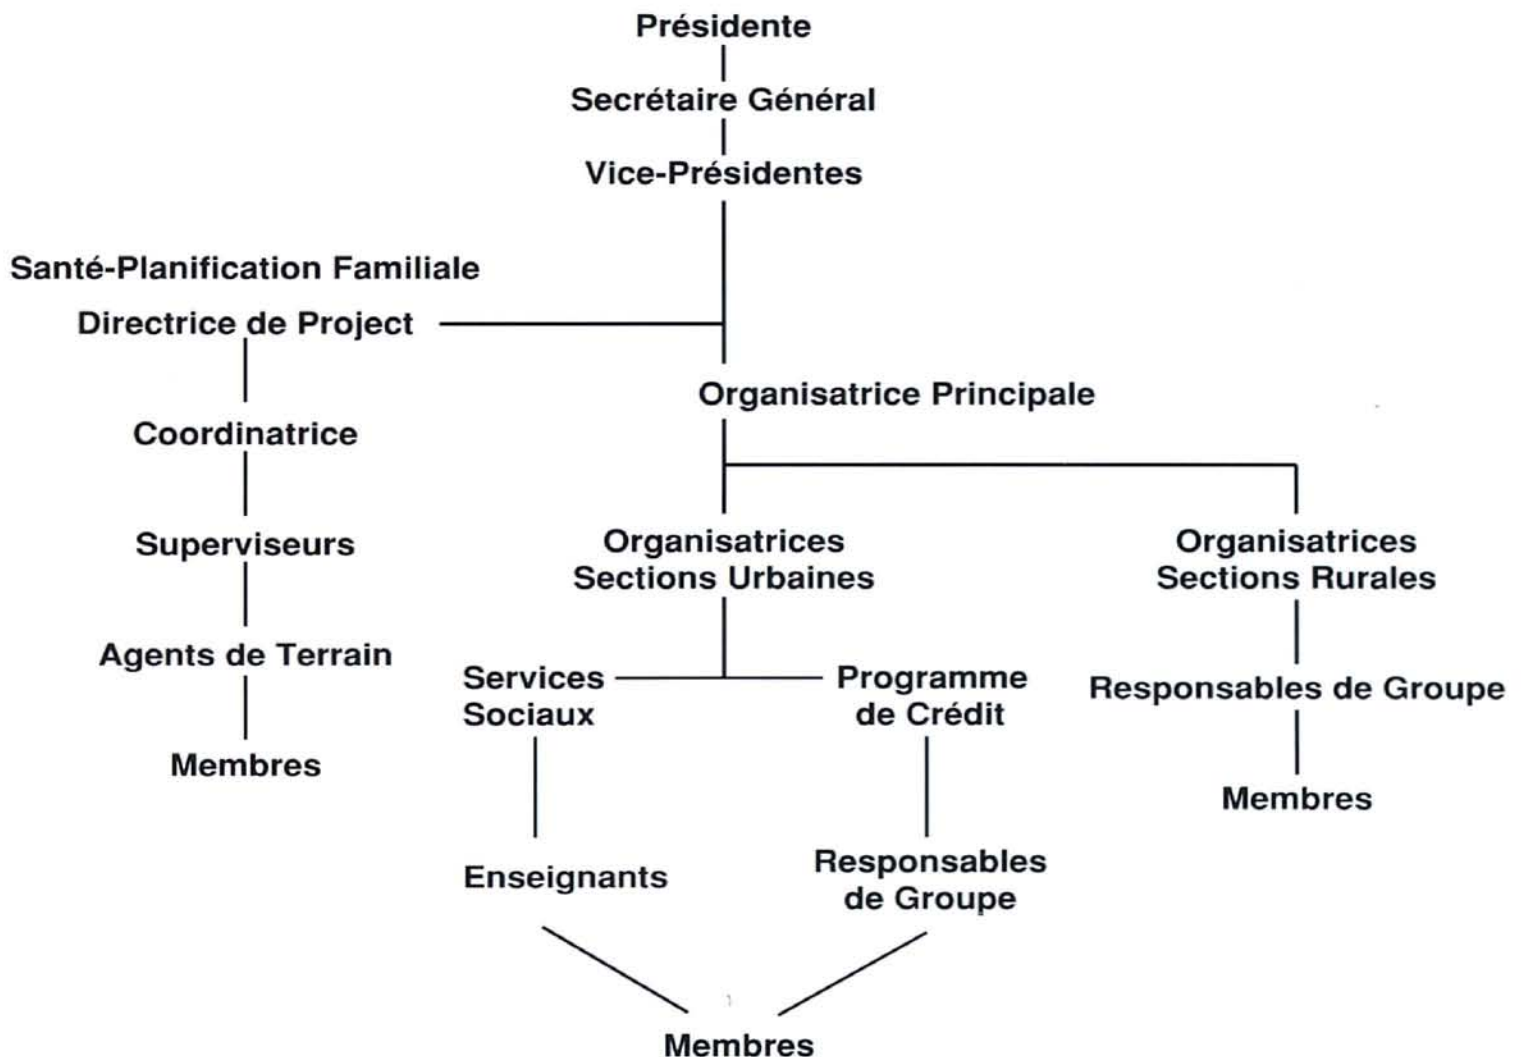 Présidente
Secrétaire Général
Vice-Présidentes
Santé-Planification Familiale
Directrice de Project
Organisatrice Principale
Coordinatrice
Superviseurs
Organisatrices
Sections Urbaines
Organisatrices
Sections Rurales
Agents de Terrain
Services
Sociaux
Programme
de Crédit
Responsables de Groupe
Membres
Membres
Enseignants
Responsables
de Groupe
Membres